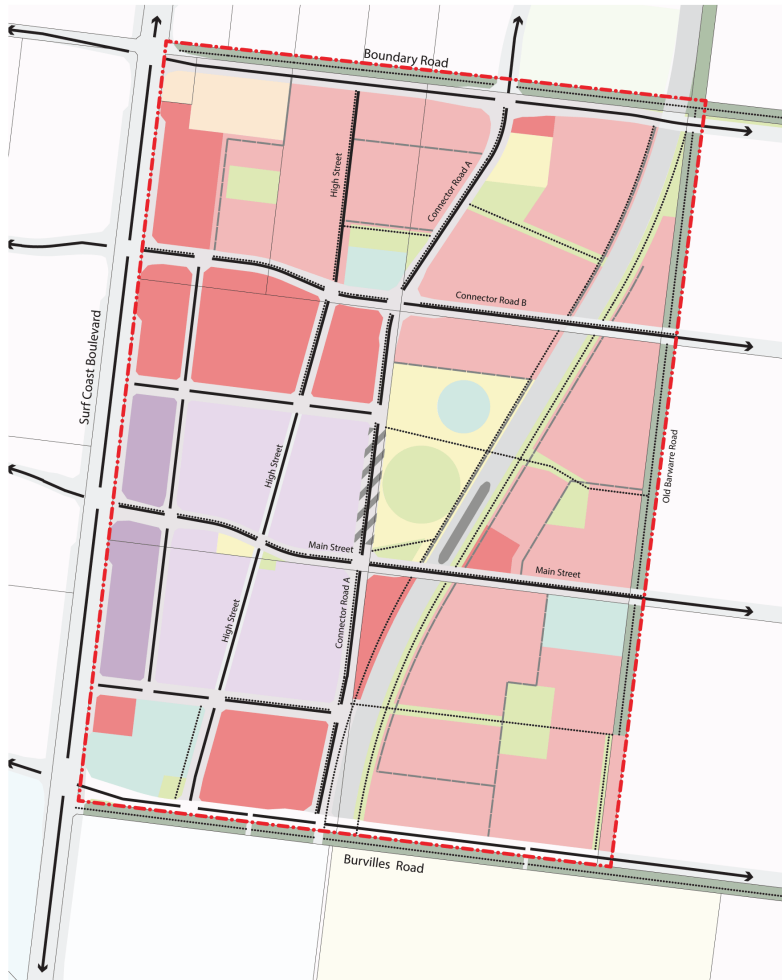 Boundary Road
High Street
Connector Road A
Connector Road B
Surf Coast Boulevard
High Street
Old Barwarre Road
Main Street
Main Street
High Street
Connector Road A
Burvilles Road